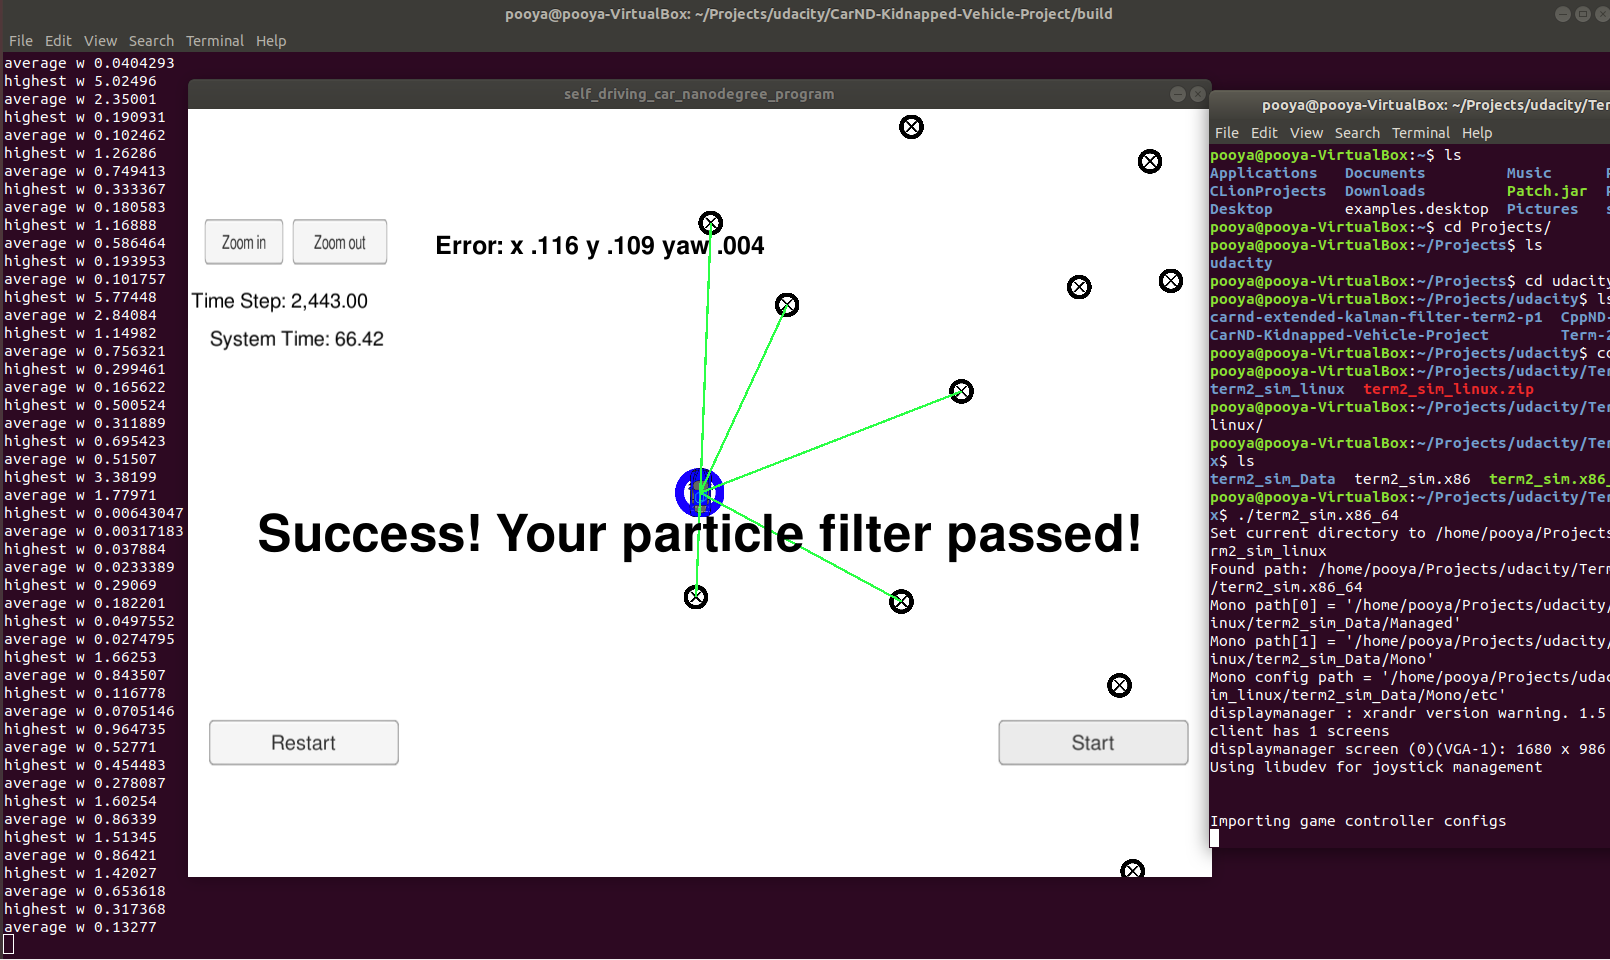 pooya@pooya-VirtualBox: ~/Projects/udacity/CarND-Kidnapped-Vehicle-Project/build
File Edit View Search Terminal Help
average w 0.0404293
highest w 5.02496
average w 2.35001
highest w 0.190931
average w 0.102462
highest w 1.26286
average w 0.749413
highest w 0.333367
average w 0.180583
highest w 1.16888
average w 0.586464
highest w 0.193953
average w 0.101757
highest w 5.77448
average w 2.84084
highest w 1.14982
average w 0.756321
highest w 0.299461
average w 0.165622
highest w 0.500524
average w 0.311889
highest w 0.695423
average w 0.51507
highest w 3.38199
average w 1.77971
highest w 0.00643047
average w 0.00317183
highest w 0.037884
average w 0.0233389
highest w 0.29069
average w 0.182201
highest w 0.0497552
average w 0.0274795
highest w 1.66253
average w 0.843507
highest w 0.116778
average w 0.0705146
highest w 0.964735
average w 0.52771
highest w 0.454483
average w 0.278087
highest w 1.60254
average w 0.86339
highest w 1.51345
average w 0.86421
highest w 1.42027
average w 0.653618
highest w 0.317368
average w 0.13277
self_driving_car_nanodegree_program
Zoom in Zoom out
Error: x .116 y .109 yaw .004
Time Step: 2,443.00
System Time: 66.42
Success! Your particle filter passed!
Restart
Start
pooya@pooya-VirtualBox: ~/Projects/udacity/Ter
File Edit View Search Terminal Help
pooya@pooya-VirtualBox:~$ ls
Applications Documents Music
CLionProjects Downloads Patch.jar
Desktop examples.desktop Pictures
pooya@pooya-VirtualBox:~$ cd Projects/
pooya@pooya-VirtualBox:~/Projects$ ls
udacity
pooya@pooya-VirtualBox:~/Projects$ cd udacity
pooya@pooya-VirtualBox:~/Projects/udacity$ ls
carnd-extended-kalman-filter-term2-p1 CppND-
CarND-Kidnapped-Vehicle-Project Term-2
pooya@pooya-VirtualBox:~/Projects/udacity$ cd
pooya@pooya-VirtualBox:~/Projects/udacity/Ter
term2_sim_linux term2_sim_linux.zip
pooya@pooya-VirtualBox:~/Projects/udacity/Ter
linux/
pooya@pooya-VirtualBox:~/Projects/udacity/Ter
x$ ls
term2_sim_Data term2_sim.x86 term2_sim.x86_
pooya@pooya-VirtualBox:~/Projects/udacity/Ter
x$ ./term2_sim.x86_64
Set current directory to /home/pooya/Projects
rm2_sim_linux
Found path: /home/pooya/Projects/udacity/Term
/term2_sim.x86_64
Mono path[0] = '/home/pooya/Projects/udacity/
inux/term2_sim_Data/Managed'
Mono path[1] = '/home/pooya/Projects/udacity/
inux/term2_sim_Data/Mono'
Mono config path = '/home/pooya/Projects/udac
im_linux/term2_sim_Data/Mono/etc'
displaymanager : xrandr version warning. 1.5
client has 1 screens
displaymanager screen (0)(VGA-1): 1680 x 986
Using libudev for joystick management
Importing game controller configs